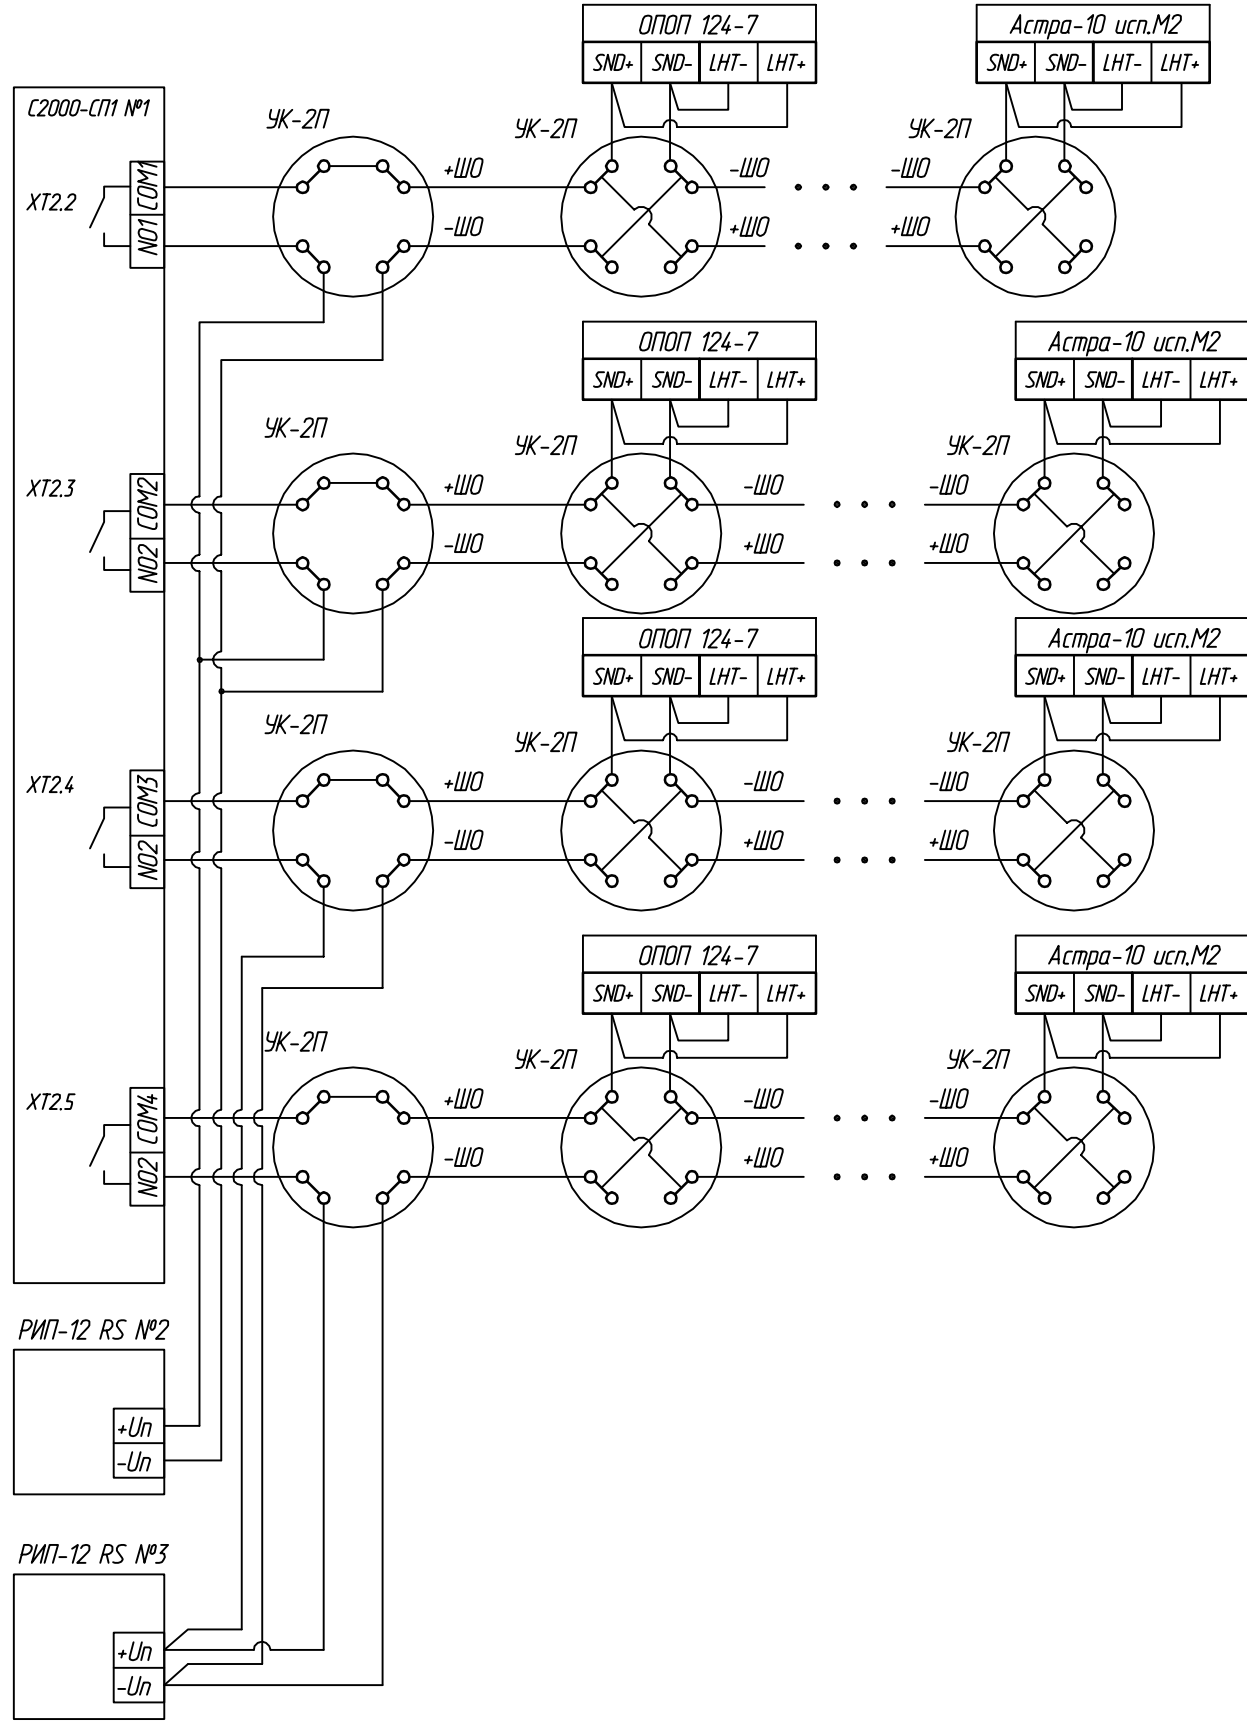 ОПОП 124-7
Астра-10 исп.М2
SND+ SND- LHT- LHT+
SND+ SND- LHT- LHT+
С2000-СП1 №1
УК-2П
УК-2П
УК-2П
ХТ2.2
COM1
NO1
+ШО
-ШО
-ШО
-ШО
+ШО
+ШО
ОПОП 124-7
Астра-10 исп.М2
SND+ SND- LHT- LHT+
SND+ SND- LHT- LHT+
УК-2П
УК-2П
УК-2П
ХТ2.3
COM2
NO2
+ШО
-ШО
-ШО
-ШО
+ШО
+ШО
ОПОП 124-7
Астра-10 исп.М2
SND+ SND- LHT- LHT+
SND+ SND- LHT- LHT+
УК-2П
УК-2П
УК-2П
ХТ2.4
COM3
NO2
+ШО
-ШО
-ШО
-ШО
+ШО
+ШО
ОПОП 124-7
Астра-10 исп.М2
SND+ SND- LHT- LHT+
SND+ SND- LHT- LHT+
УК-2П
УК-2П
УК-2П
ХТ2.5
COM4
NO2
+ШО
-ШО
-ШО
-ШО
+ШО
+ШО
РИП-12 RS №2
+Uп
-Uп
РИП-12 RS №3
+Uп
-Uп